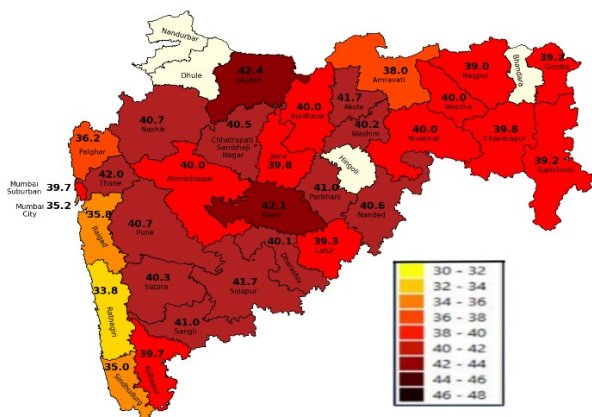 Nandurbar
Dhule
42.4
Jalgaon
40.0
Buldhana
38.0
Amravati
41.7
Akola
40.2
Washim
39.0
Nagpur
40.0
Wardha
Bhandara
39.2
Gondia
40.7
Nashik
40.5
Chhatrapati
Sambhaji
Nagar
Jalna
39.8
Hingoli
40.0
Yavatmal
39.8
Chandrapur
39.2
Gadchiroli
36.2
Palghar
42.0
Thane
40.0
Ahmednagar
41.0
Parbhani
40.6
Nanded
Mumbai
Suburban
39.7
Mumbai
City
35.2
35.8
Raigad
40.7
Pune
42.1
Beed
39.3
Latur
40.1
Dharashiv
33.8
Ratnagiri
40.3
Satara
41.7
Solapur
41.0
Sangli
39.7
Kolhapur
35.0
Sindhudurg
30 - 32
32 - 34
34 - 36
36 - 38
38 - 40
40 - 42
42 - 44
44 - 46
46 - 48